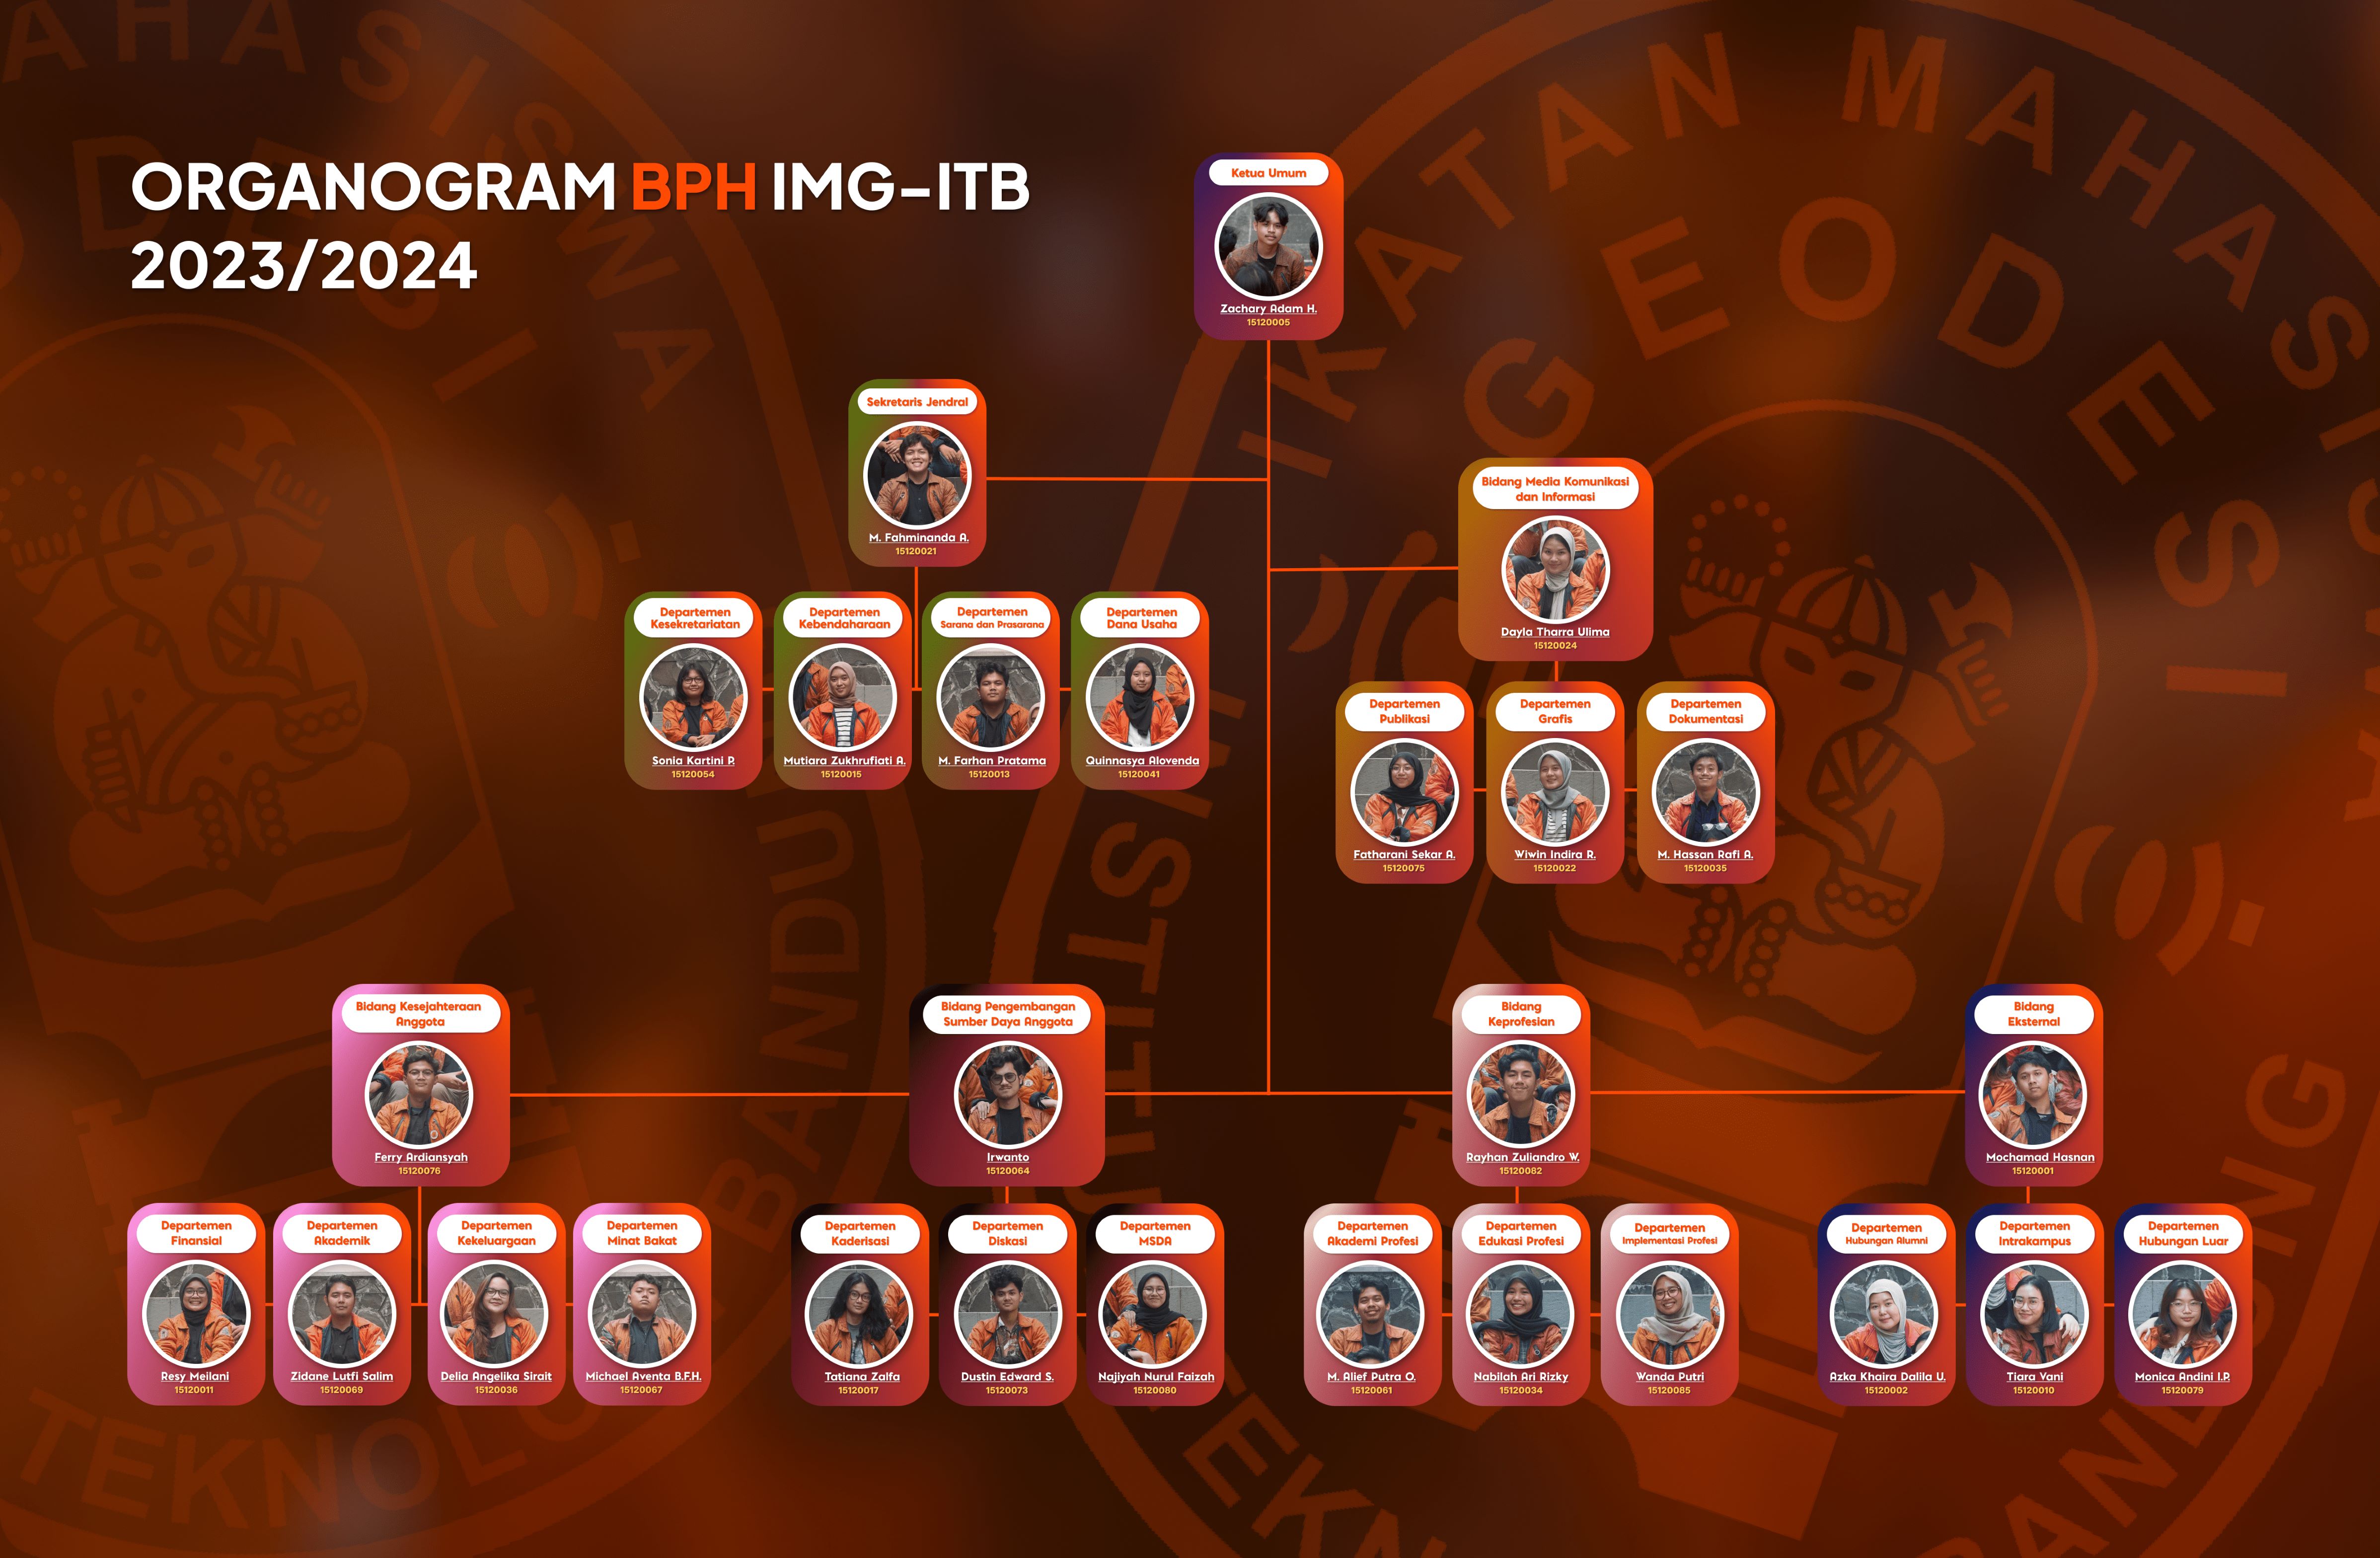 ORGANOGRAM BPH IMG-ITB
2023/2024
Ketua Umum
Zachary Adam H.
15120005
Sekretaris Jendral
M. Fahminanda A.
15120021
Bidang Media Komunikasi
dan Informasi
Dayla Tharra Ulima
15120024
Departemen
Kesekretariatan
Sonia Kartini P.
15120054
Departemen
Kebendaharaan
Mutiara Zukhrufiati A.
15120015
Departemen
Sarana dan Prasarana
M. Farhan Pratama
15120013
Departemen
Dana Usaha
Quinnasya Alovenda
15120041
Departemen
Publikasi
Fatharani Sekar A.
15120075
Departemen
Grafis
Wiwin Indira R.
15120022
Departemen
Dokumentasi
M. Hassan Rafi A.
15120035
Bidang Kesejahteraan
Anggota
Ferry Ardiansyah
15120076
Bidang Pengembangan
Sumber Daya Anggota
Irwanto
15120064
Bidang
Keprofesian
Rayhan Zuliandro W.
15120082
Bidang
Eksternal
Mochamad Hasnan
15120001
Departemen
Finansial
Resy Meilani
15120011
Departemen
Akademik
Zidane Lutfi Salim
15120069
Departemen
Kekeluargaan
Delia Angelika Sirait
15120036
Departemen
Minat Bakat
Michael Aventa B.F.H.
15120067
Departemen
Kaderisasi
Tatiana Zalfa
15120017
Departemen
Diskasi
Dustin Edward S.
15120073
Departemen
MSDA
Najiyah Nurul Faizah
15120080
Departemen
Akademi Profesi
M. Alief Putra O.
15120061
Departemen
Edukasi Profesi
Nabilah Ari Rizky
15120034
Departemen
Implementasi Profesi
Wanda Putri
15120085
Departemen
Hubungan Alumni
Azka Khaira Dalila U.
15120002
Departemen
Intrakampus
Tiara Vani
15120010
Departemen
Hubungan Luar
Monica Andini I.P.
15120079
IKATAN MAHASIS
GEODESI